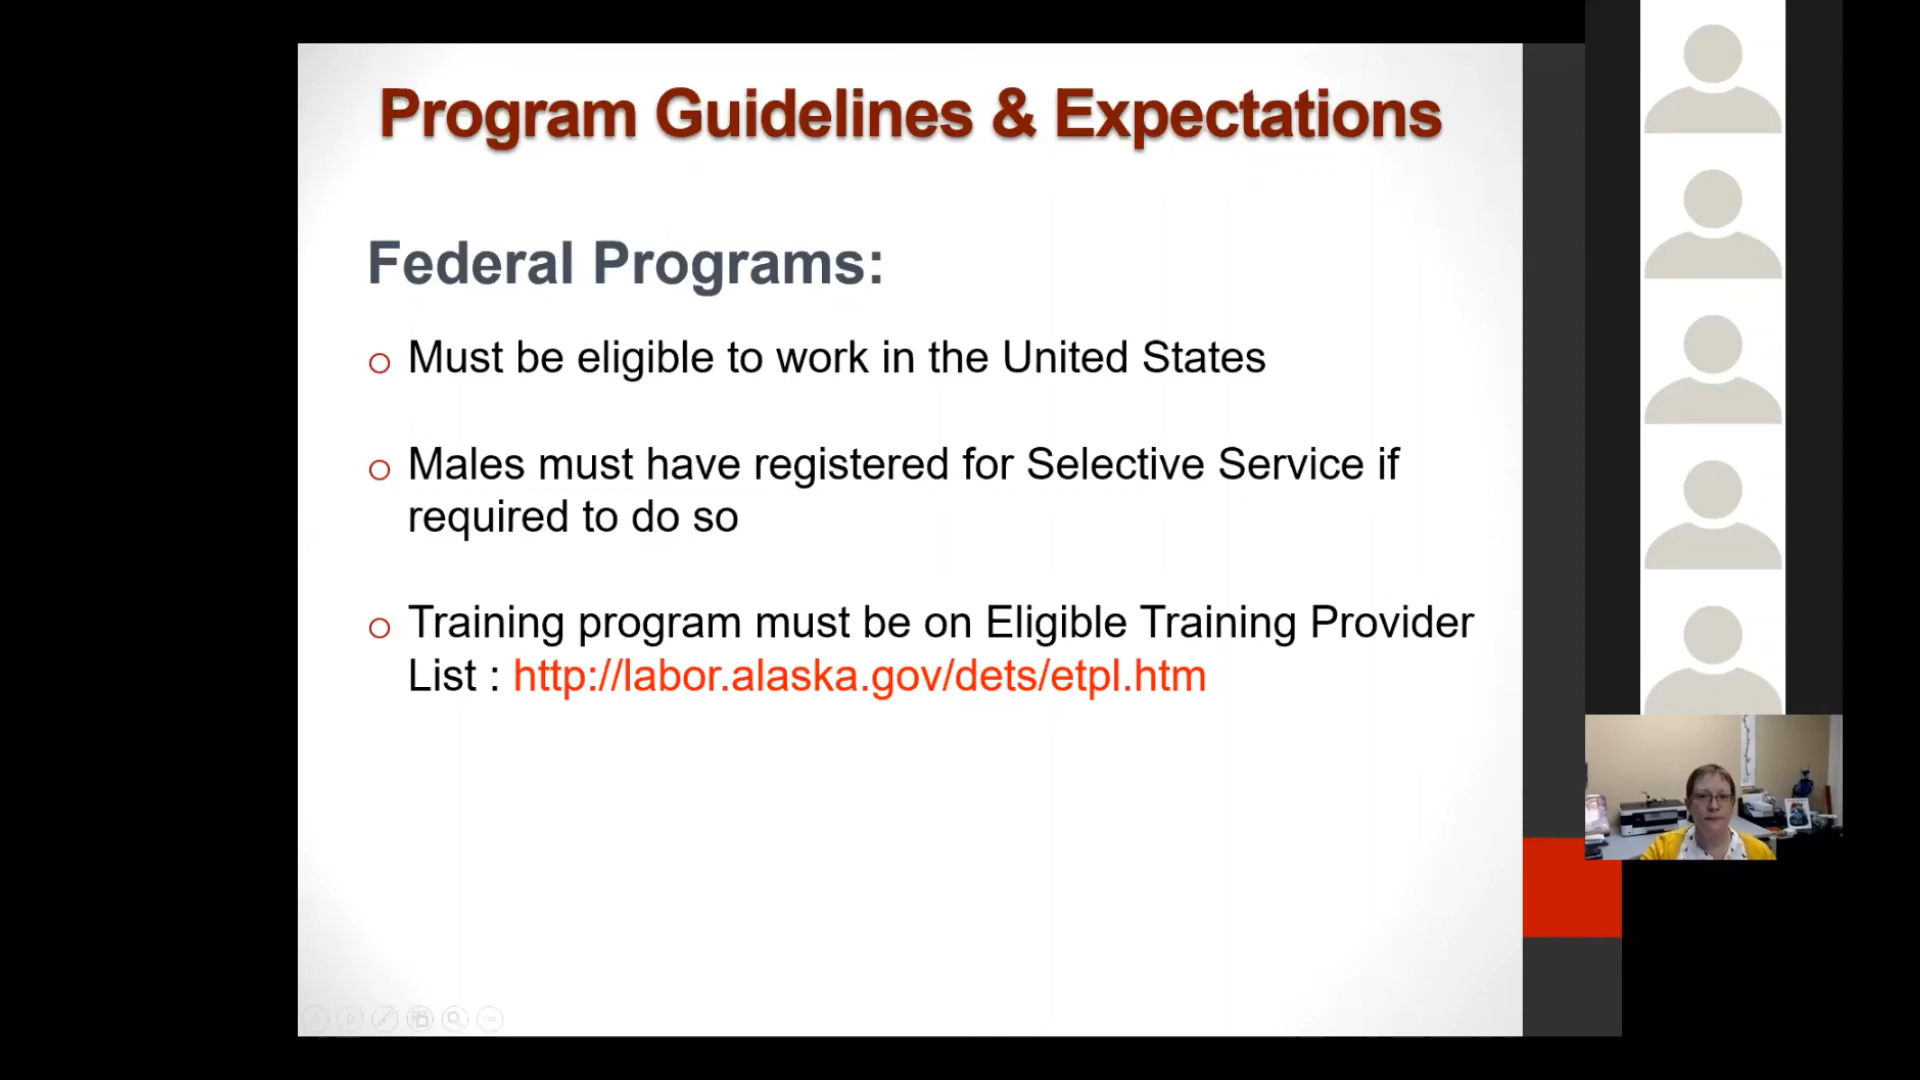 Program Guidelines & Expectations
Federal Programs:
Must be eligible to work in the United States
Males must have registered for Selective Service if
required to do so
Training program must be on Eligible Training Provider
List : http://labor.alaska.gov/dets/etpl.htm